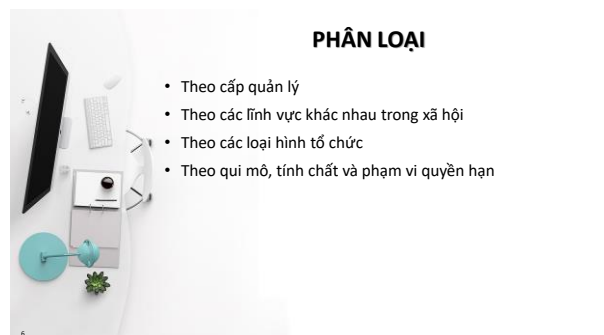 PHÂN LOẠI
• Theo cấp quản lý
• Theo các lĩnh vực khác nhau trong xã hội
• Theo các loại hình tổ chức
• Theo qui mô, tính chất và phạm vi quyền hạn
6